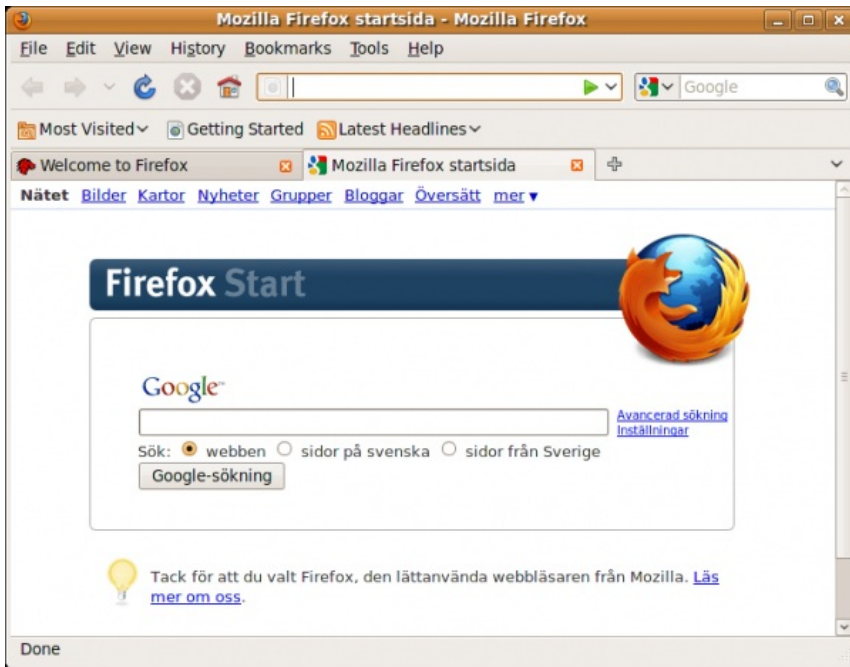 Mozilla Firefox startsida - Mozilla Firefox
File Edit View History Bookmarks Tools Help
Google
Most Visited Getting Started Latest Headlines
Welcome to Firefox Mozilla Firefox startsida
Nätet Bilder Kartor Nyheter Grupper Bloggar Översätt mer ▼
Firefox Start
Google™
Avancerad sökning
Inställningar
Sök: webben sidor på svenska sidor från Sverige
Google-sökning
Tack för att du valt Firefox, den lättanvända webbläsaren från Mozilla. Läs
mer om oss.
Done